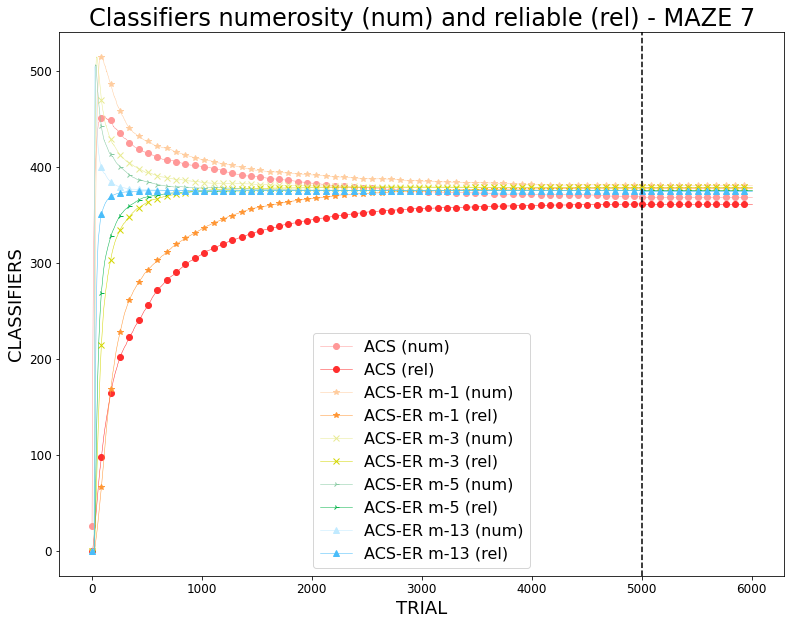 Classifiers numerosity (num) and reliable (rel) - MAZE 7
CLASSIFIERS
500
400
300
200
100
0
ACS (num)
ACS (rel)
ACS-ER m-1 (num)
ACS-ER m-1 (rel)
ACS-ER m-3 (num)
ACS-ER m-3 (rel)
ACS-ER m-5 (num)
ACS-ER m-5 (rel)
ACS-ER m-13 (num)
ACS-ER m-13 (rel)
0 1000 2000 3000 4000 5000 6000
TRIAL